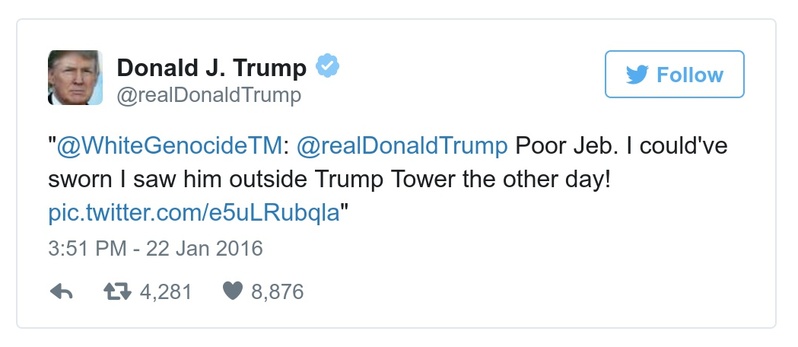 Donald J. Trump
@realDonaldTrump
Follow
"@WhiteGenocideTM: @realDonaldTrump Poor Jeb. I could've
sworn I saw him outside Trump Tower the other day!
pic.twitter.com/e5uLRubqla"
3:51 PM - 22 Jan 2016
4,281 8,876